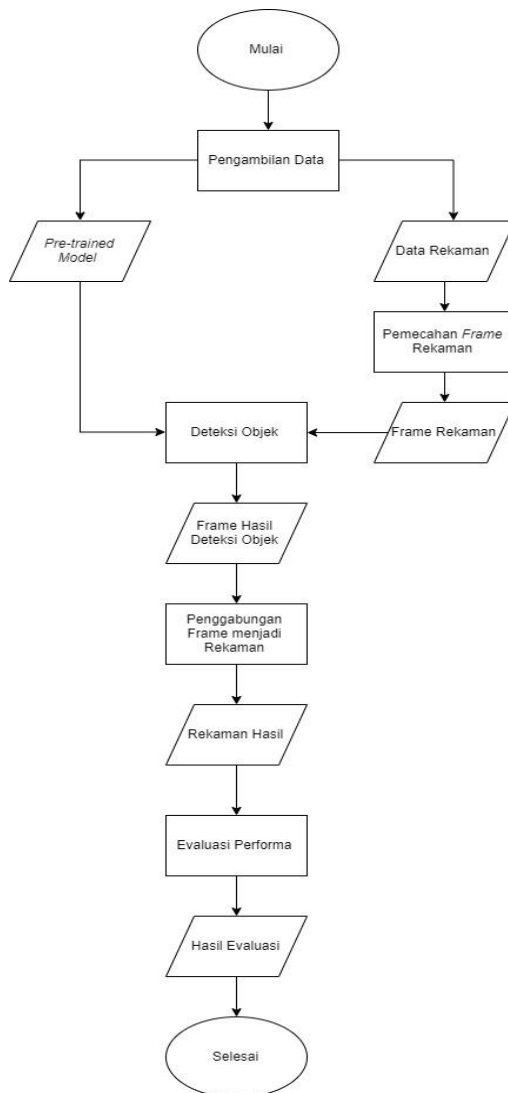 Mulai
Pengambilan Data
Pre-trained
Model
Data Rekaman
Pemecahan Frame
Rekaman
Deteksi Objek
Frame Rekaman
Frame Hasil
Deteksi Objek
Penggabungan
Frame menjadi
Rekaman
Rekaman Hasil
Evaluasi Performa
Hasil Evaluasi
Selesai